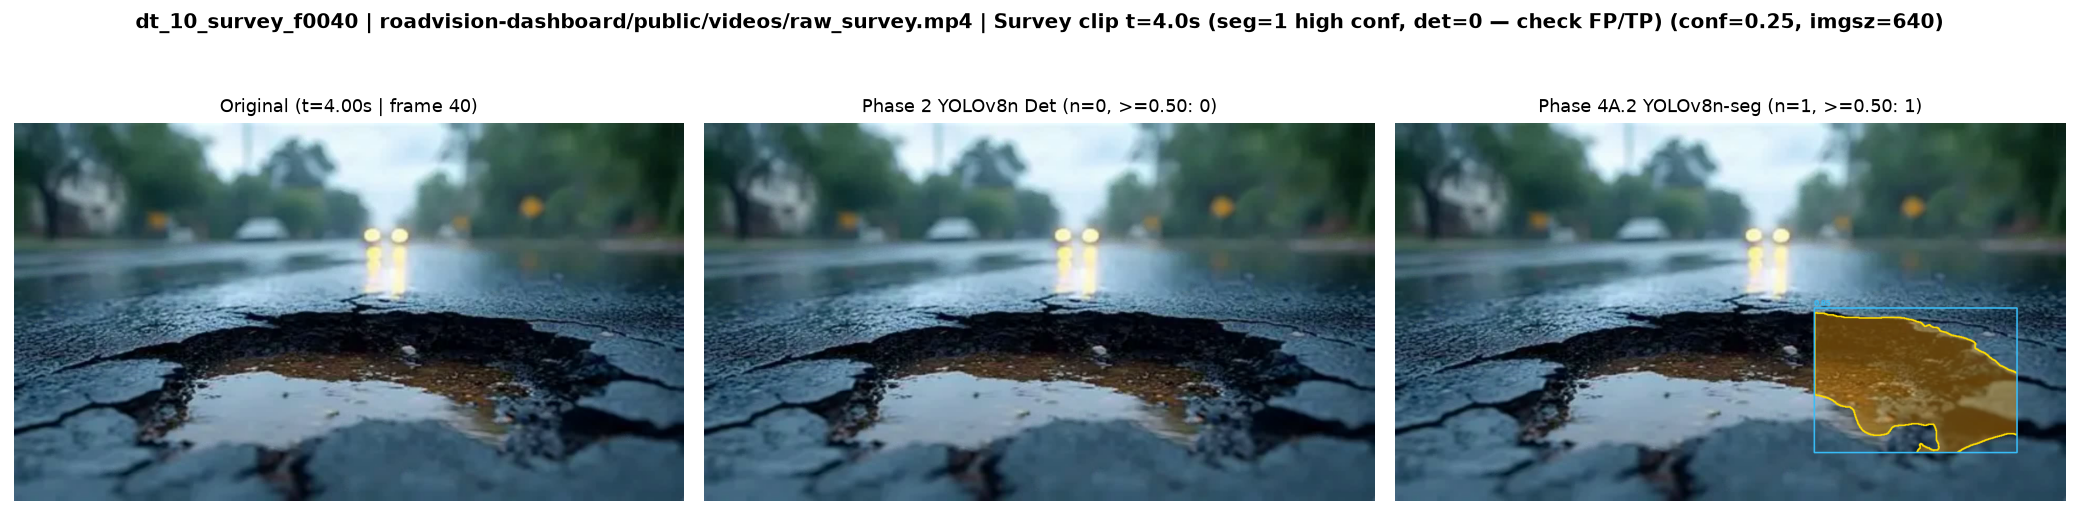 dt_10_survey_f0040 | roadvision-dashboard/public/videos/raw_survey.mp4 | Survey clip t=4.0s (seg=1 high conf, det=0 — check FP/TP) (conf=0.25, imgsz=640)
Original (t=4.00s | frame 40)
Phase 2 YOLOv8n Det (n=0, >=0.50: 0)
Phase 4A.2 YOLOv8n-seg (n=1, >=0.50: 1)